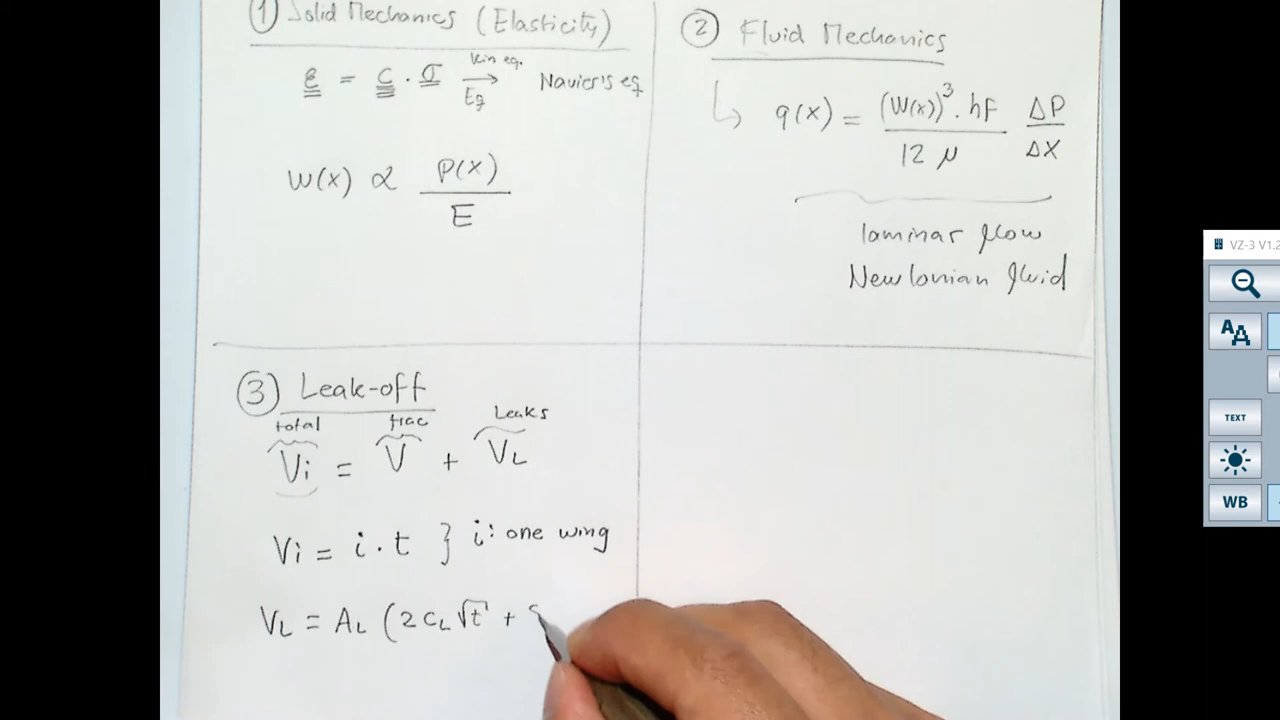 ① Solid Mechanics (Elasticity)
ε = C · σ kin eq. → Eq Navier's eq
W(x) ∝ P(x) / E
② Fluid Mechanics
↳ q(x) = (W(x))³ · hF / 12 μ ΔP / ΔX
laminar flow
Newtonian fluid
③ Leak-off
total frac Leaks
Vi = V + VL
Vi = i · t } i: one wing
VL = AL (2 CL √t + S
VZ-3 V1.2
AA
TEXT
WB